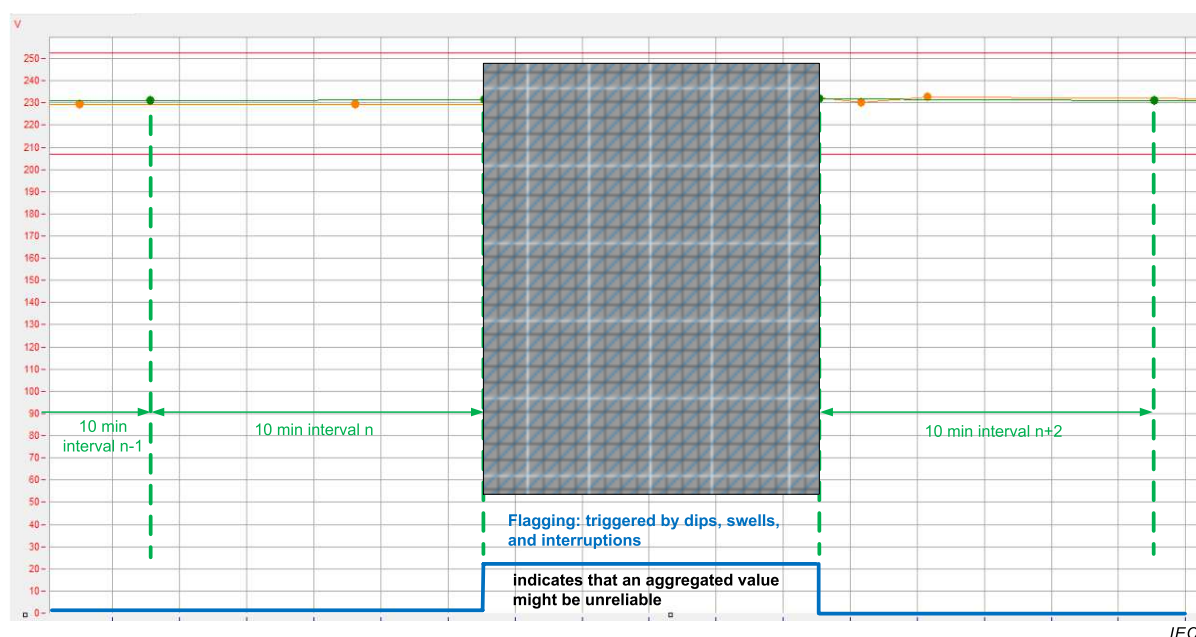 V
250
240
230
220
210
200
190
180
170
160
150
140
130
120
110
100
90
80
70
60
50
40
30
20
10
0
10 min
interval n-1
10 min interval n
10 min interval n+2
Flagging: triggered by dips, swells,
and interruptions
indicates that an aggregated value
might be unreliable
IEC